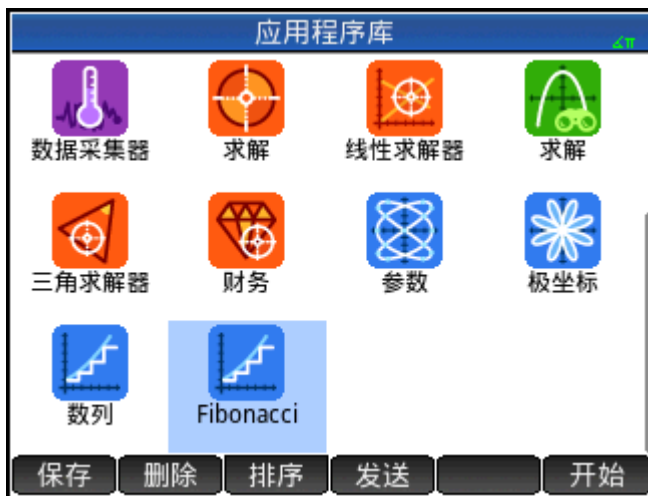 应用程序库
∡π
数据采集器 求解 线性求解器 求解
三角求解器 财务 参数 极坐标
数列 Fibonacci
保存 删除 排序 发送 开始